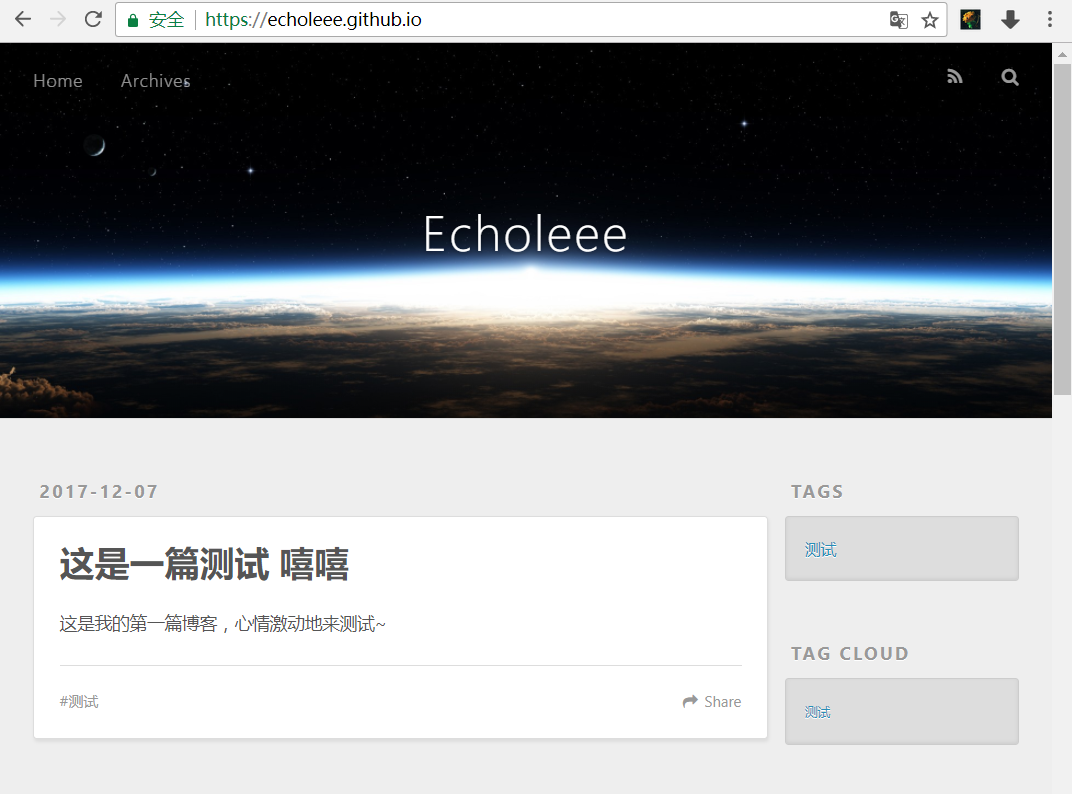 安全 https://echoleee.github.io
Home Archives
Echoleee
2017-12-07
这是一篇测试 嘻嘻
这是我的第一篇博客，心情激动地来测试~
#测试 Share
TAGS
测试
TAG CLOUD
测试